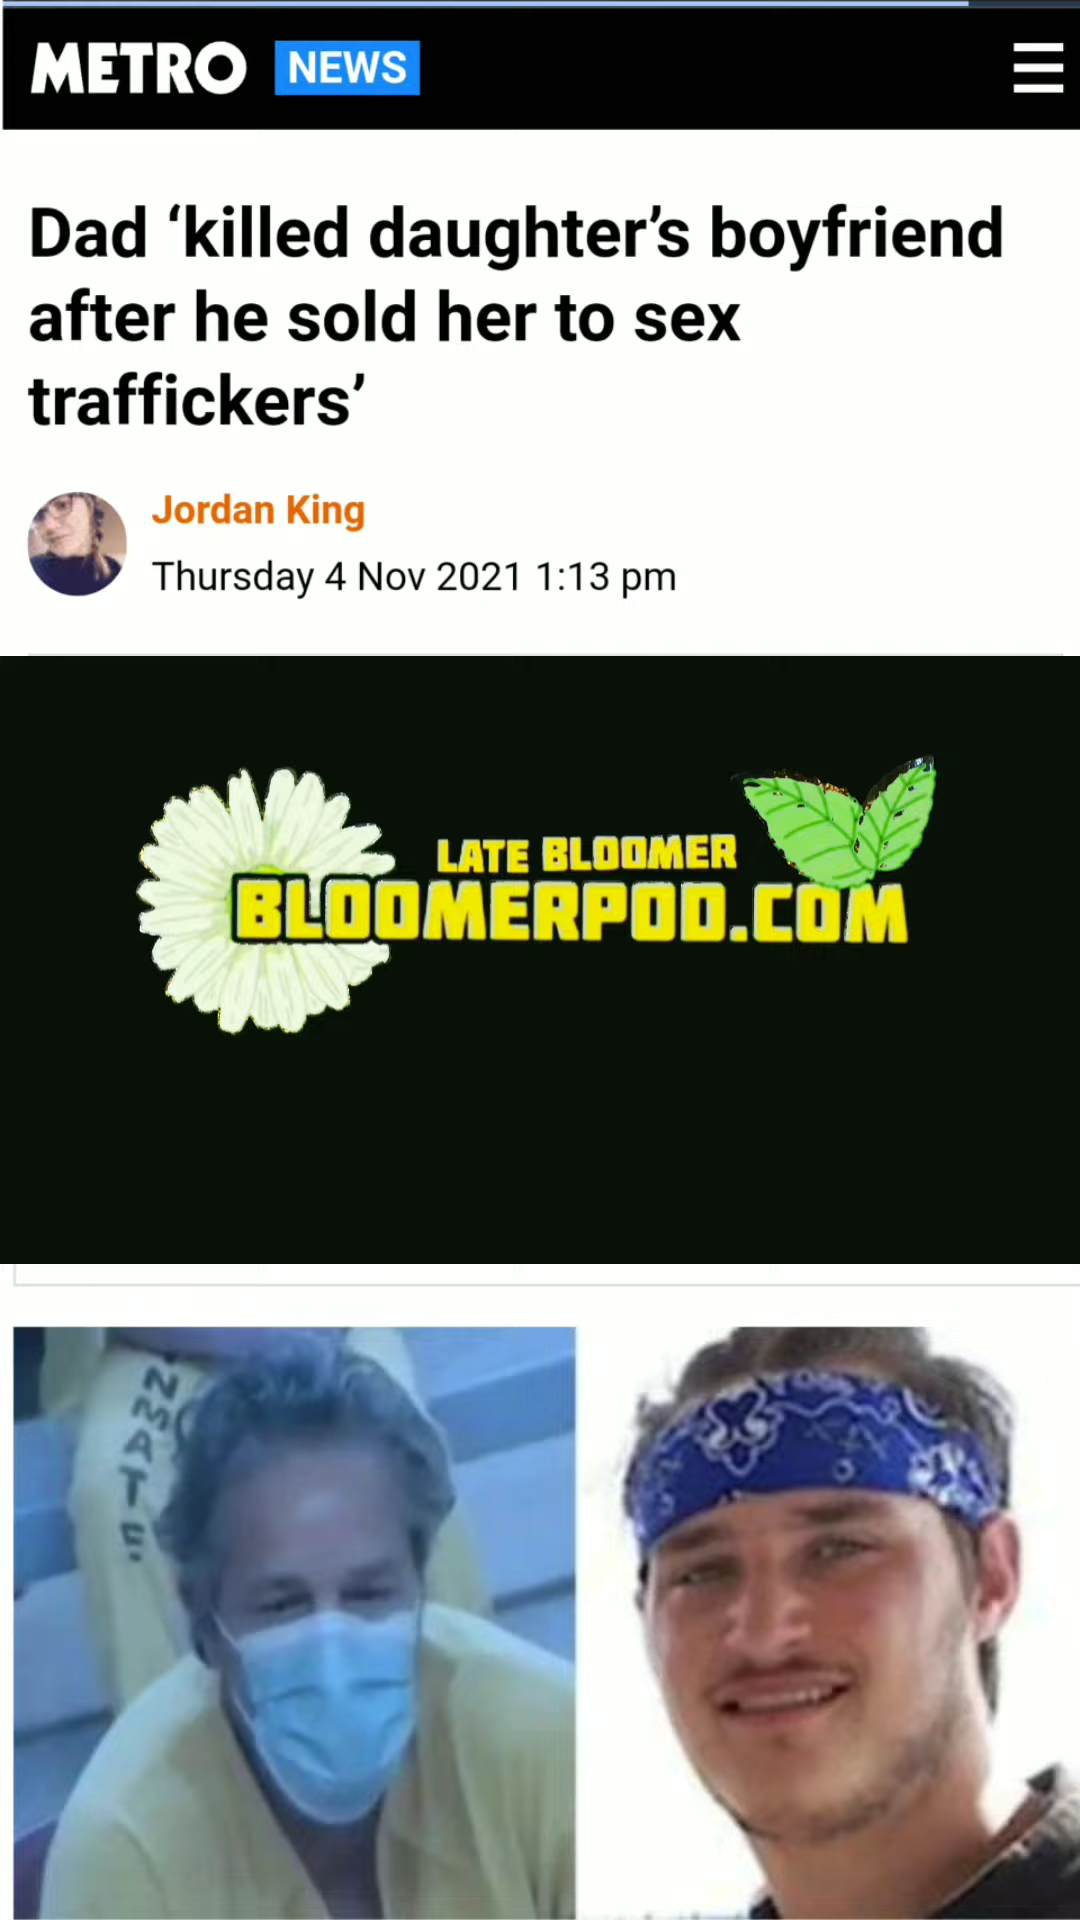 METRO NEWS
Dad ‘killed daughter’s boyfriend
after he sold her to sex
traffickers’
Jordan King
Thursday 4 Nov 2021 1:13 pm
LATE BLOOMER
BLOOMERPOD.COM
INMATE